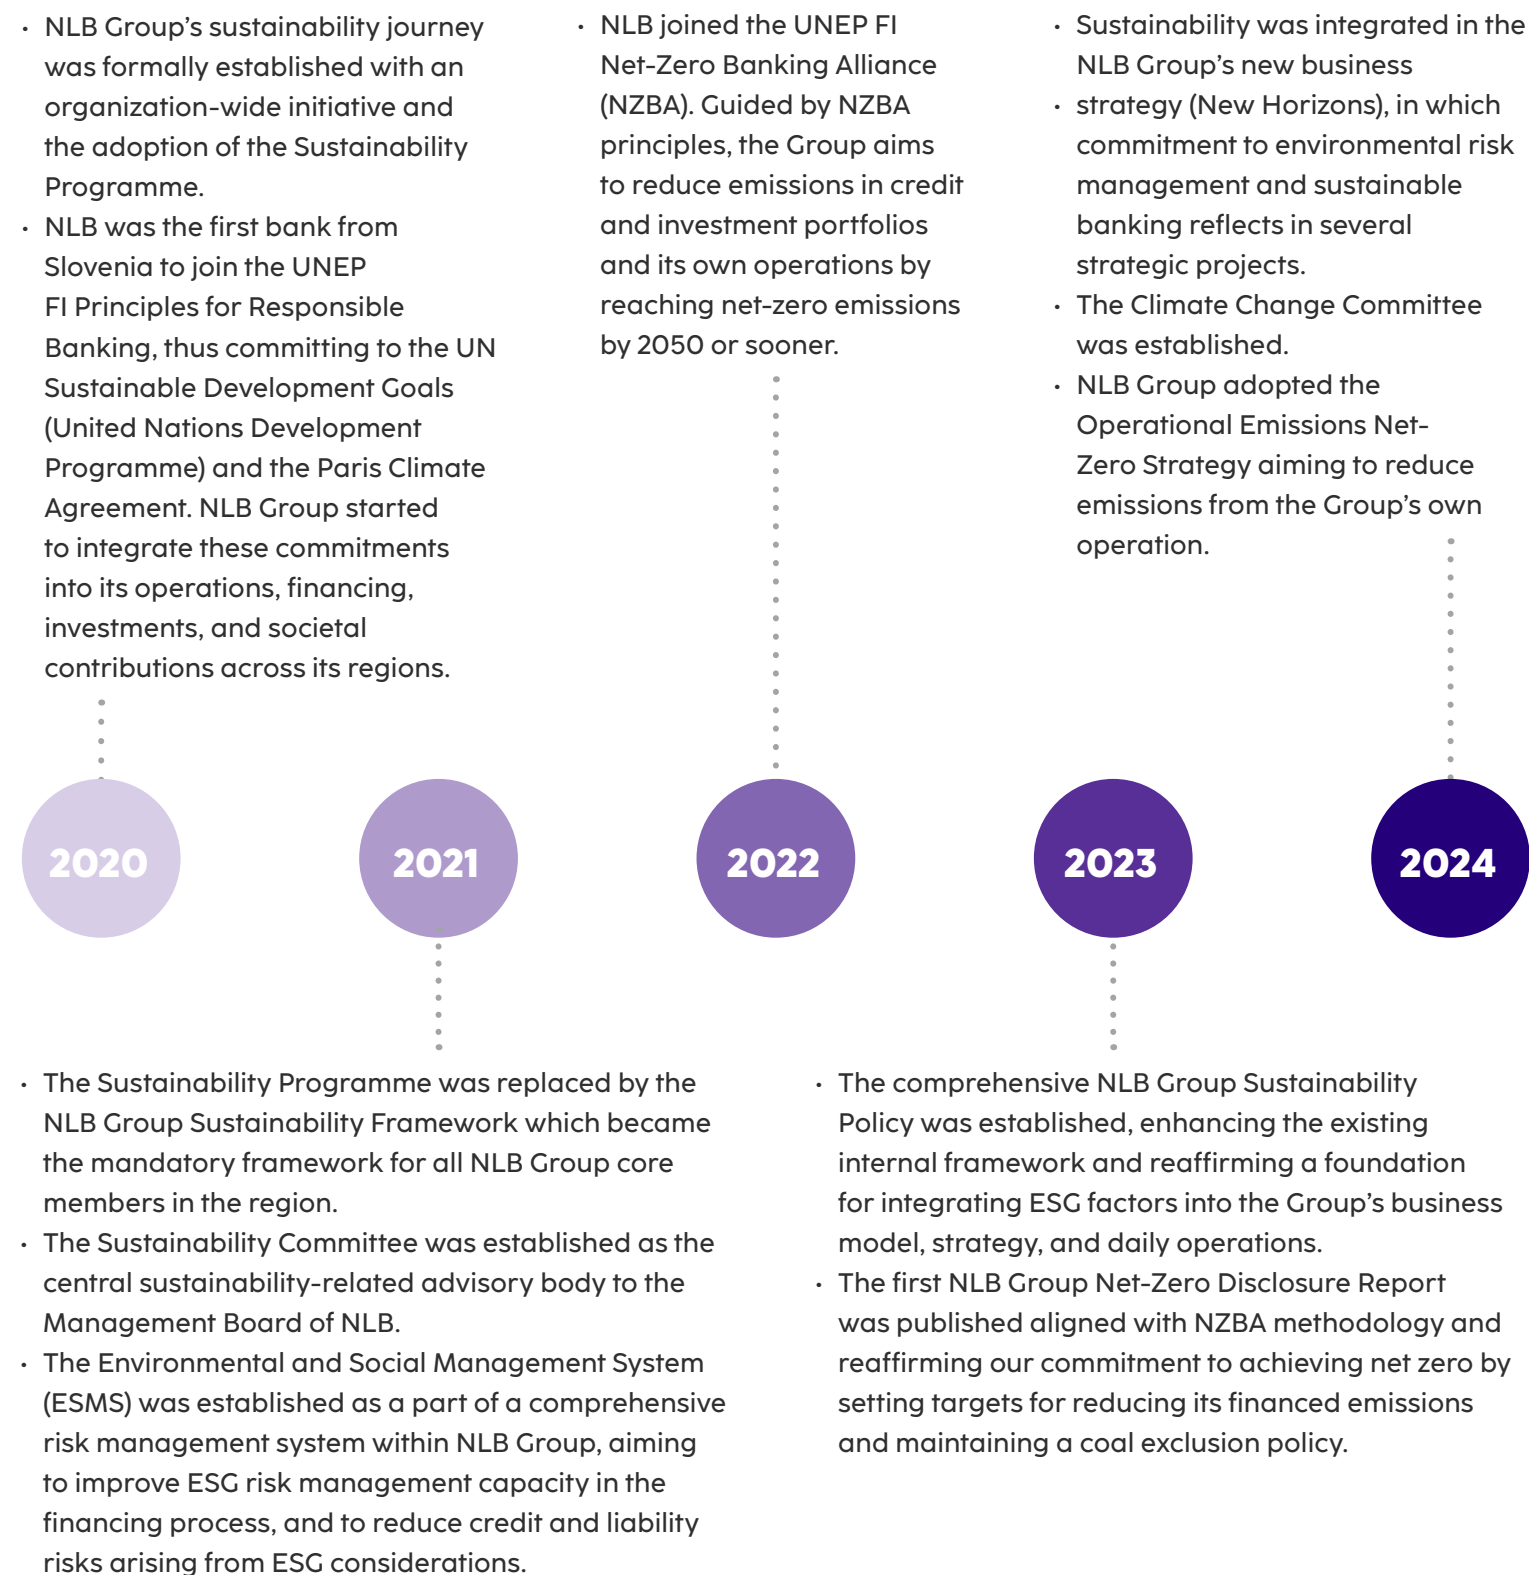 · NLB Group’s sustainability journey
was formally established with an
organization-wide initiative and
the adoption of the Sustainability
Programme.
· NLB was the first bank from
Slovenia to join the UNEP
FI Principles for Responsible
Banking, thus committing to the UN
Sustainable Development Goals
(United Nations Development
Programme) and the Paris Climate
Agreement. NLB Group started
to integrate these commitments
into its operations, financing,
investments, and societal
contributions across its regions.
· NLB joined the UNEP FI
Net-Zero Banking Alliance
(NZBA). Guided by NZBA
principles, the Group aims
to reduce emissions in credit
and investment portfolios
and its own operations by
reaching net-zero emissions
by 2050 or sooner.
· Sustainability was integrated in the
NLB Group’s new business
· strategy (New Horizons), in which
commitment to environmental risk
management and sustainable
banking reflects in several
strategic projects.
· The Climate Change Committee
was established.
· NLB Group adopted the
Operational Emissions Net-
Zero Strategy aiming to reduce
emissions from the Group’s own
operation.
2020
2021
2022
2023
2024
· The Sustainability Programme was replaced by the
NLB Group Sustainability Framework which became
the mandatory framework for all NLB Group core
members in the region.
· The Sustainability Committee was established as the
central sustainability-related advisory body to the
Management Board of NLB.
· The Environmental and Social Management System
(ESMS) was established as a part of a comprehensive
risk management system within NLB Group, aiming
to improve ESG risk management capacity in the
financing process, and to reduce credit and liability
risks arising from ESG considerations.
· The comprehensive NLB Group Sustainability
Policy was established, enhancing the existing
internal framework and reaffirming a foundation
for integrating ESG factors into the Group’s business
model, strategy, and daily operations.
· The first NLB Group Net-Zero Disclosure Report
was published aligned with NZBA methodology and
reaffirming our commitment to achieving net zero by
setting targets for reducing its financed emissions
and maintaining a coal exclusion policy.